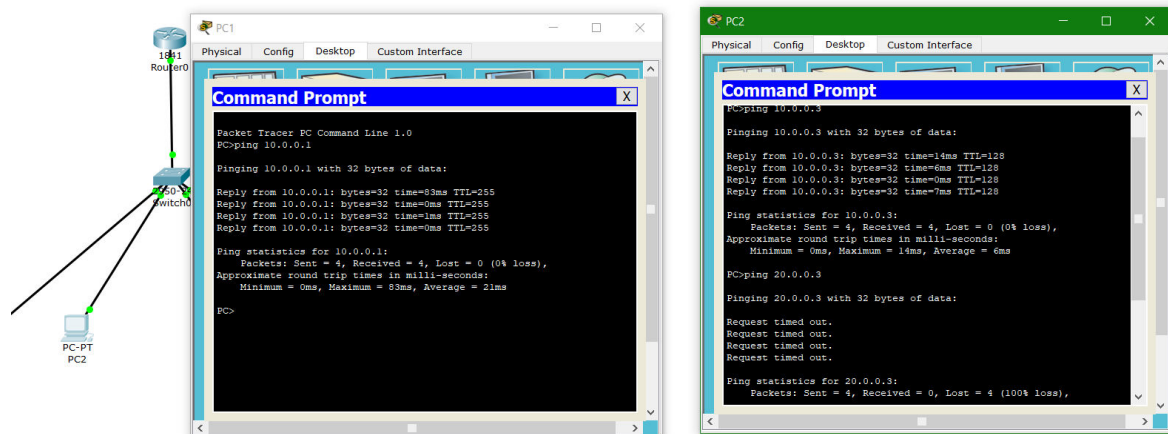 1841
Router0
Switch0
PC-PT
PC2
PC1
Physical Config Desktop Custom Interface
Command Prompt
X
Packet Tracer PC Command Line 1.0
PC>ping 10.0.0.1
Pinging 10.0.0.1 with 32 bytes of data:
Reply from 10.0.0.1: bytes=32 time=83ms TTL=255
Reply from 10.0.0.1: bytes=32 time=0ms TTL=255
Reply from 10.0.0.1: bytes=32 time=1ms TTL=255
Reply from 10.0.0.1: bytes=32 time=0ms TTL=255
Ping statistics for 10.0.0.1:
Packets: Sent = 4, Received = 4, Lost = 0 (0% loss),
Approximate round trip times in milli-seconds:
Minimum = 0ms, Maximum = 83ms, Average = 21ms
PC>
PC2
Physical Config Desktop Custom Interface
Command Prompt
X
PC>ping 10.0.0.3
Pinging 10.0.0.3 with 32 bytes of data:
Reply from 10.0.0.3: bytes=32 time=14ms TTL=128
Reply from 10.0.0.3: bytes=32 time=6ms TTL=128
Reply from 10.0.0.3: bytes=32 time=0ms TTL=128
Reply from 10.0.0.3: bytes=32 time=7ms TTL=128
Ping statistics for 10.0.0.3:
Packets: Sent = 4, Received = 4, Lost = 0 (0% loss),
Approximate round trip times in milli-seconds:
Minimum = 0ms, Maximum = 14ms, Average = 6ms
PC>ping 20.0.0.3
Pinging 20.0.0.3 with 32 bytes of data:
Request timed out.
Request timed out.
Request timed out.
Request timed out.
Ping statistics for 20.0.0.3:
Packets: Sent = 4, Received = 0, Lost = 4 (100% loss),